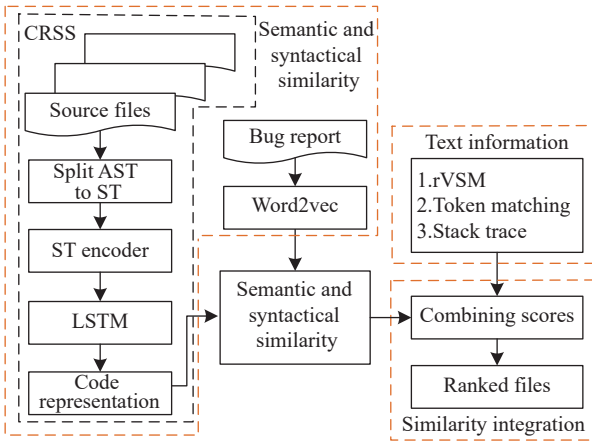 CRSS
Semantic and
syntactical
similarity
Source files
Split AST
to ST
ST encoder
LSTM
Code
representation
Bug report
Word2vec
Semantic and
syntactical
similarity
Text information
1.rVSM
2.Token matching
3.Stack trace
Combining scores
Ranked files
Similarity integration